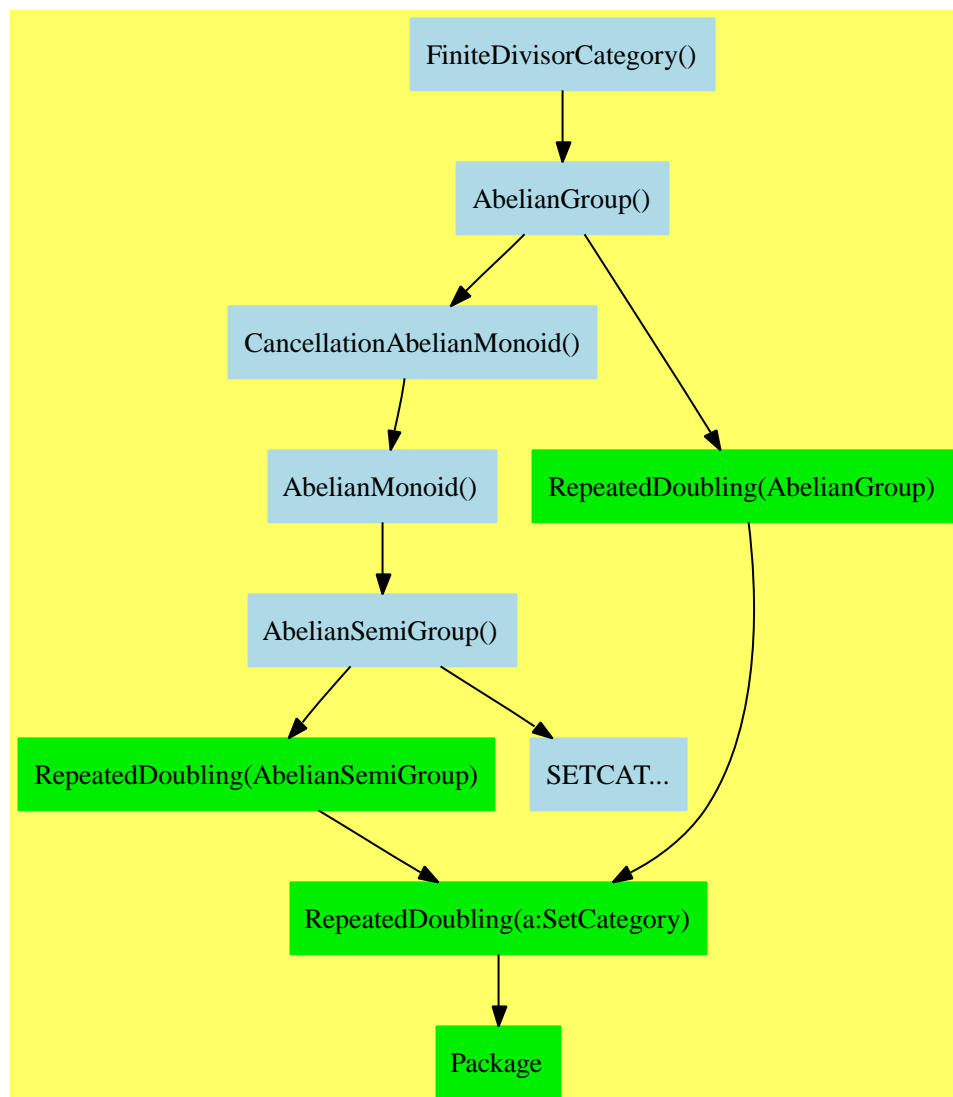 FiniteDivisorCategory()
AbelianGroup()
CancellationAbelianMonoid()
AbelianMonoid()
RepeatedDoubling(AbelianGroup)
AbelianSemiGroup()
RepeatedDoubling(AbelianSemiGroup)
SETCAT...
RepeatedDoubling(a:SetCategory)
Package